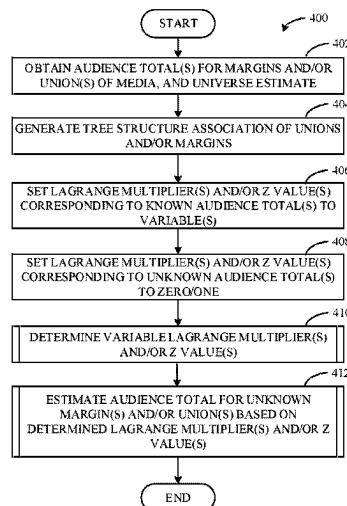 START
400
402
OBTAIN AUDIENCE TOTAL(S) FOR MARGINS AND/OR
UNION(S) OF MEDIA, AND UNIVERSE ESTIMATE
404
GENERATE TREE STRUCTURE ASSOCIATION OF UNIONS
AND/OR MARGINS
406
SET LAGRANGE MULTIPLIER(S) AND/OR Z VALUE(S)
CORRESPONDING TO KNOWN AUDIENCE TOTAL(S) TO
VARIABLE(S)
408
SET LAGRANGE MULTIPLIER(S) AND/OR Z VALUE(S)
CORRESPONDING TO UNKNOWN AUDIENCE TOTAL(S)
TO ZERO/ONE
410
DETERMINE VARIABLE LAGRANGE MULTIPLIER(S)
AND/OR Z VALUE(S)
412
ESTIMATE AUDIENCE TOTAL FOR UNKNOWN
MARGIN(S) AND/OR UNION(S) BASED ON
DETERMINED LAGRANGE MULTIPLIER(S) AND/OR Z
VALUE(S)
END